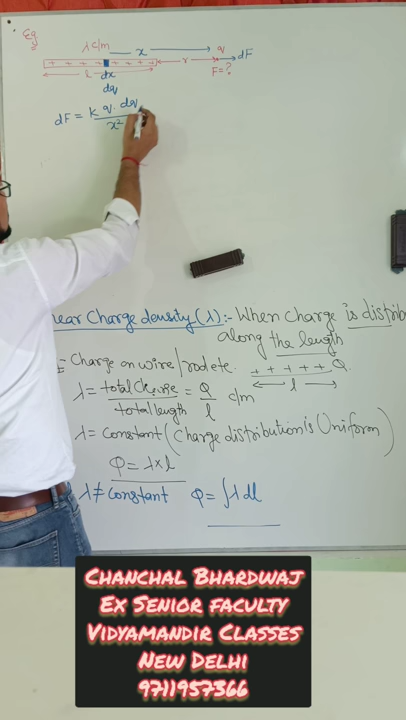 Eg
λ c/m x q dF
+ + + + + + + +
l r F=?
dx
dq
dF = K q. dq
x²
near Charge density (λ):- When Charge is distrib
along the length
:- Charge on wire/rod etc. + + + + + Q
λ = total Charge = Q c/m l
total length l
λ = Constant (Charge distribution is Uniform)
Q = λ × l
λ ≠ Constant Q = ∫ λ dl
Chanchal Bhardwaj
Ex Senior faculty
Vidyamandir Classes
New Delhi
9711957366